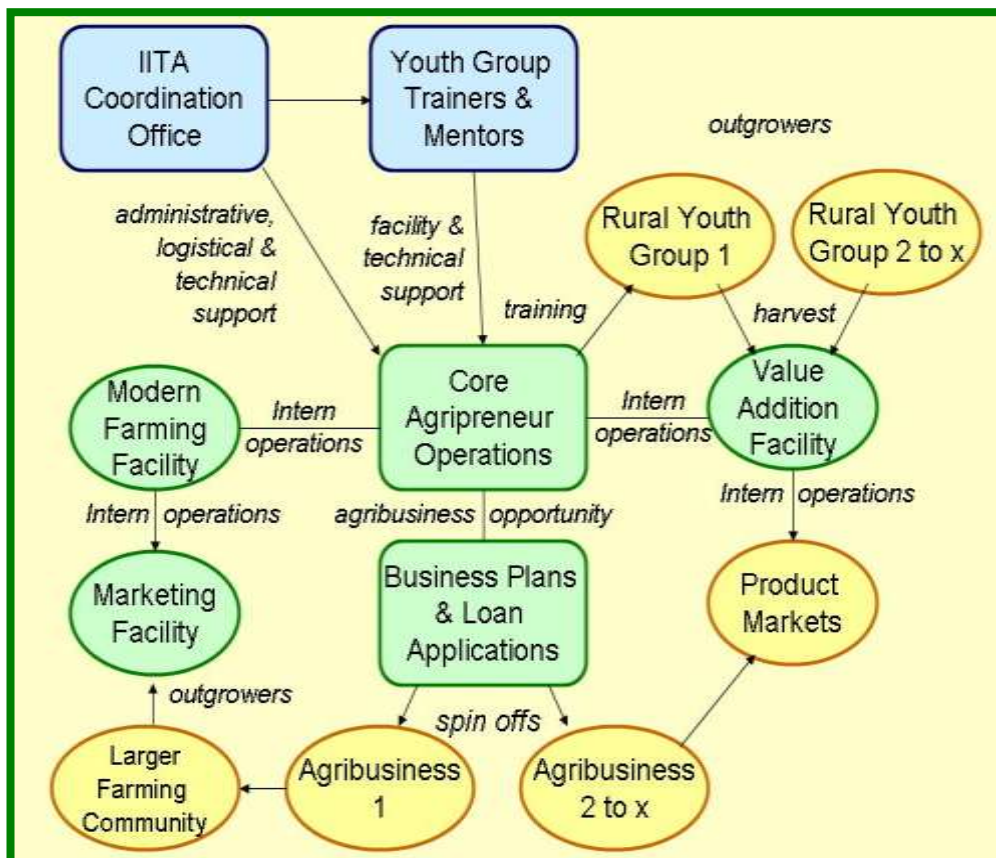 IITA
Coordination
Office
Youth Group
Trainers &
Mentors
outgrowers
administrative,
logistical &
technical
support
facility &
technical
support
Rural Youth
Group 1
Rural Youth
Group 2 to x
training
harvest
Modern
Farming
Facility
Intern
operations
Core
Agripreneur
Operations
Intern
operations
Value
Addition
Facility
Intern operations
agribusiness opportunity
Intern operations
Marketing
Facility
Business Plans
& Loan
Applications
Product
Markets
outgrowers
spin offs
Larger
Farming
Community
Agribusiness
1
Agribusiness
2 to x